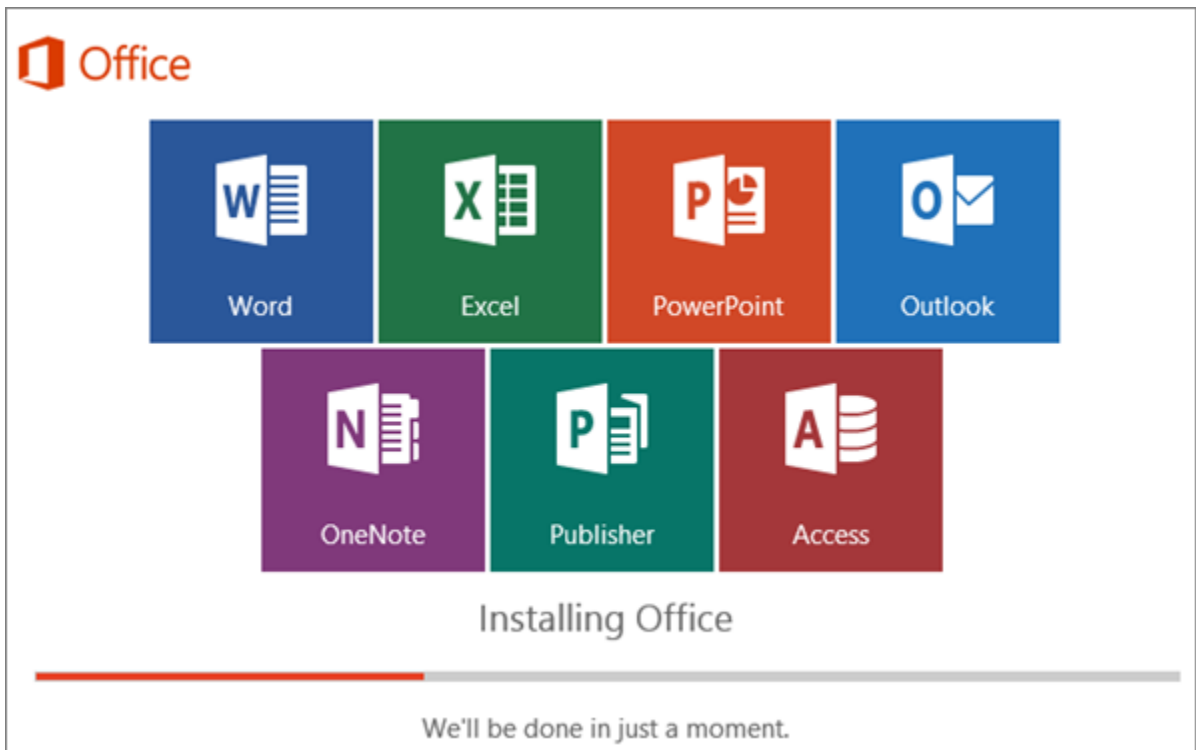 Office
W X P O
Word Excel PowerPoint Outlook
N P A
OneNote Publisher Access
Installing Office
We'll be done in just a moment.